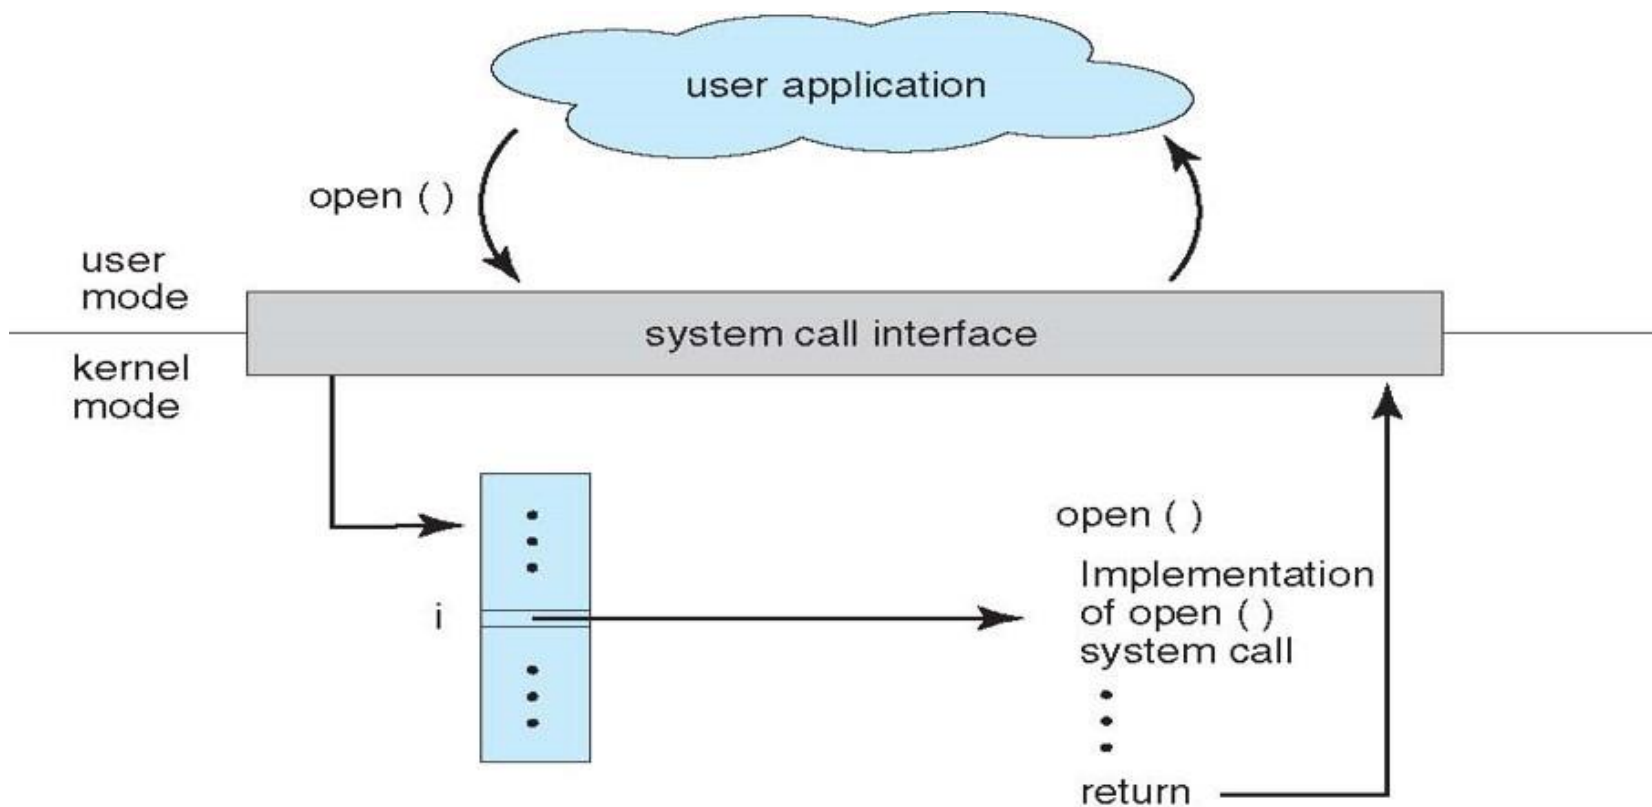 user application
open ( )
user
mode
system call interface
kernel
mode
open ( )
Implementation
of open ( )
system call
i
return